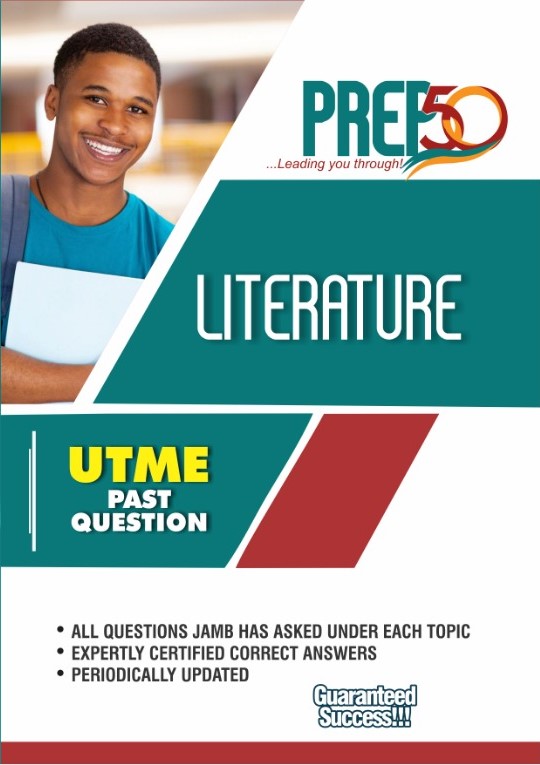 PREP50
...Leading you through!
LITERATURE
UTME
PAST
QUESTION
• ALL QUESTIONS JAMB HAS ASKED UNDER EACH TOPIC
• EXPERTLY CERTIFIED CORRECT ANSWERS
• PERIODICALLY UPDATED
Guaranteed
Success!!!